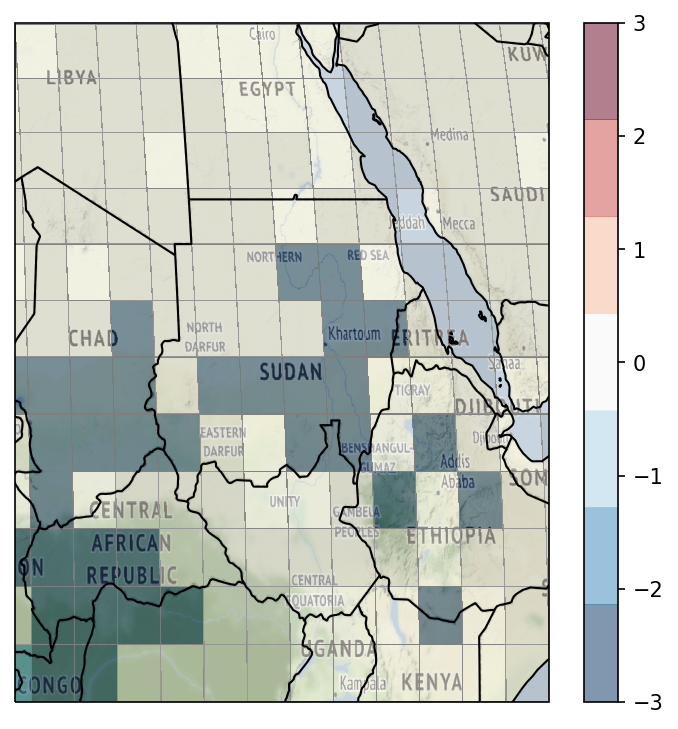 Cairo
KUW
LIBYA
EGYPT
Medina
SAUDI
Jeddah
Mecca
NORTHERN
RED SEA
CHAD
NORTH
DARFUR
Khartoum
ERITREA
Sanaa
SUDAN
TIGRAY
DJIBOUTI
EASTERN
DARFUR
Djibou
BENSHANGUL-
GUMAZ
Addis
Ababa
SOM
CENTRAL
AFRICAN
REPUBLIC
UNITY
GAMBELA
PEOPLES
ETHIOPIA
ON
CENTRAL
EQUATORIA
UGANDA
CONGO
Kampala
KENYA
3
2
1
0
−1
−2
−3